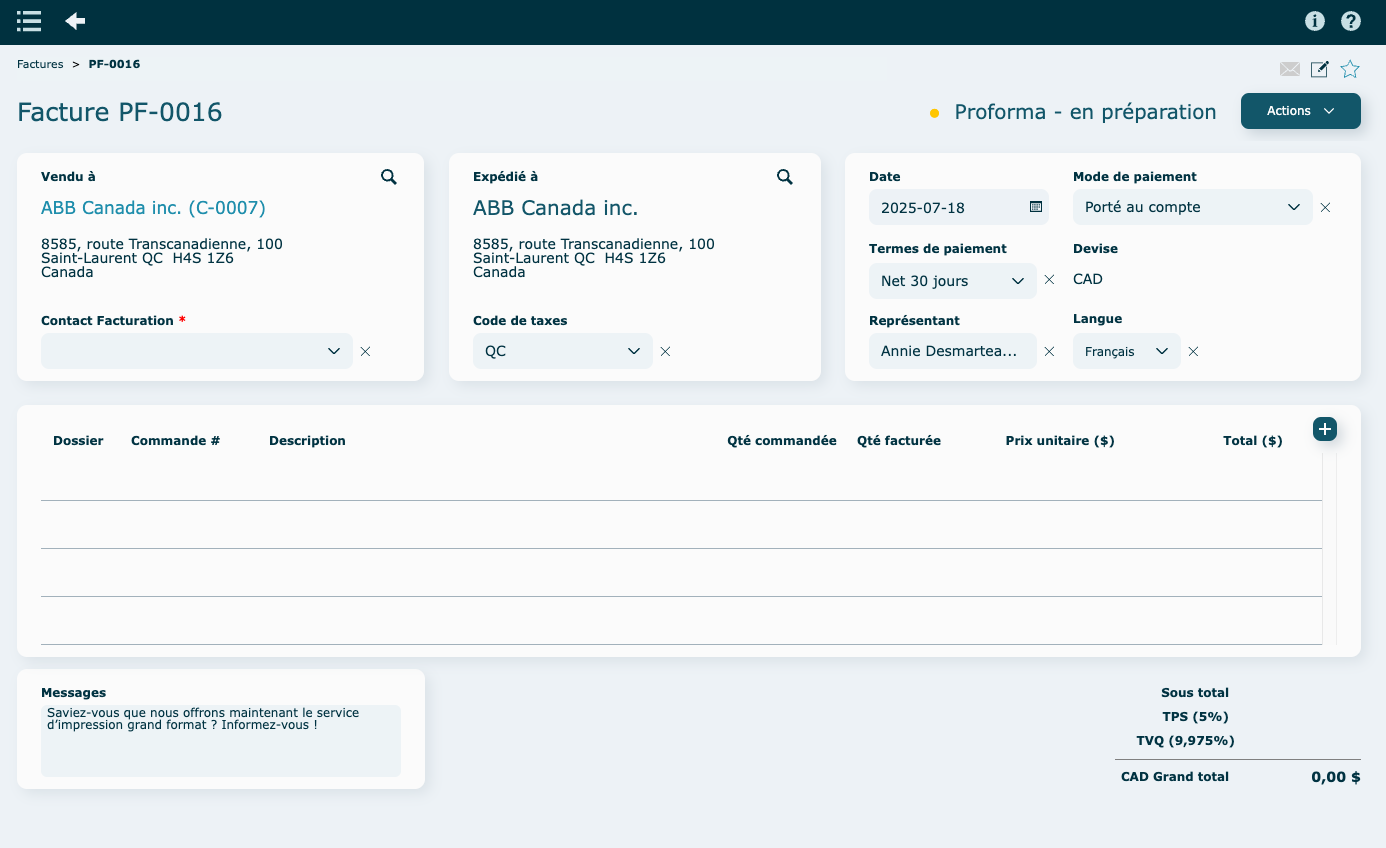 Factures > PF-0016
Facture PF-0016
Proforma - en préparation
Actions
Vendu à
ABB Canada inc. (C-0007)
8585, route Transcanadienne, 100
Saint-Laurent QC  H4S 1Z6
Canada
Contact Facturation *
Expédié à
ABB Canada inc.
8585, route Transcanadienne, 100
Saint-Laurent QC  H4S 1Z6
Canada
Code de taxes
QC
Date
2025-07-18
Mode de paiement
Porté au compte
Termes de paiement
Net 30 jours
Devise
CAD
Représentant
Annie Desmartea...
Langue
Français
Dossier Commande # Description Qté commandée Qté facturée Prix unitaire ($) Total ($)
Messages
Saviez-vous que nous offrons maintenant le service
d'impression grand format ? Informez-vous !
Sous total
TPS (5%)
TVQ (9,975%)
CAD Grand total 0,00 $